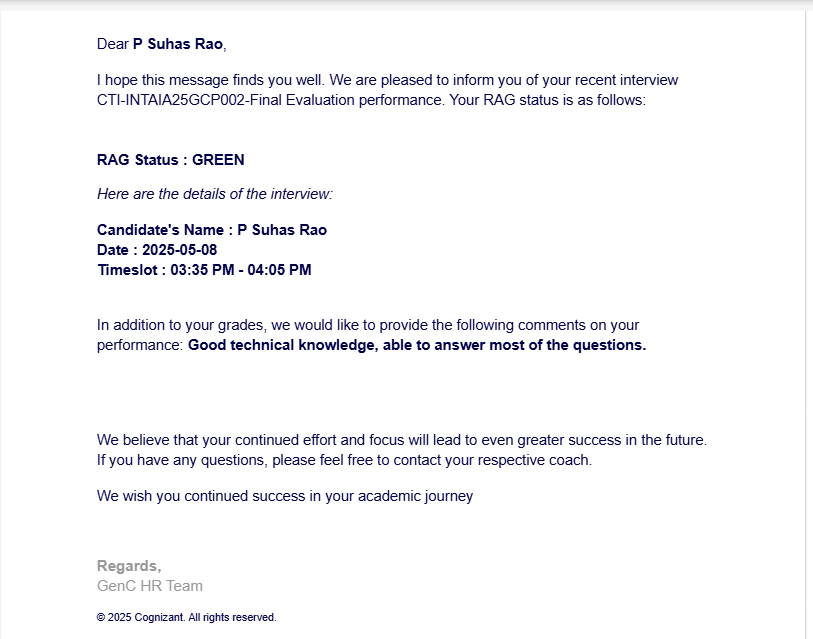 Dear P Suhas Rao,
I hope this message finds you well. We are pleased to inform you of your recent interview
CTI-INTAIA25GCP002-Final Evaluation performance. Your RAG status is as follows:
RAG Status : GREEN
Here are the details of the interview:
Candidate's Name : P Suhas Rao
Date : 2025-05-08
Timeslot : 03:35 PM - 04:05 PM
In addition to your grades, we would like to provide the following comments on your
performance: Good technical knowledge, able to answer most of the questions.
We believe that your continued effort and focus will lead to even greater success in the future.
If you have any questions, please feel free to contact your respective coach.
We wish you continued success in your academic journey
Regards,
GenC HR Team
© 2025 Cognizant. All rights reserved.